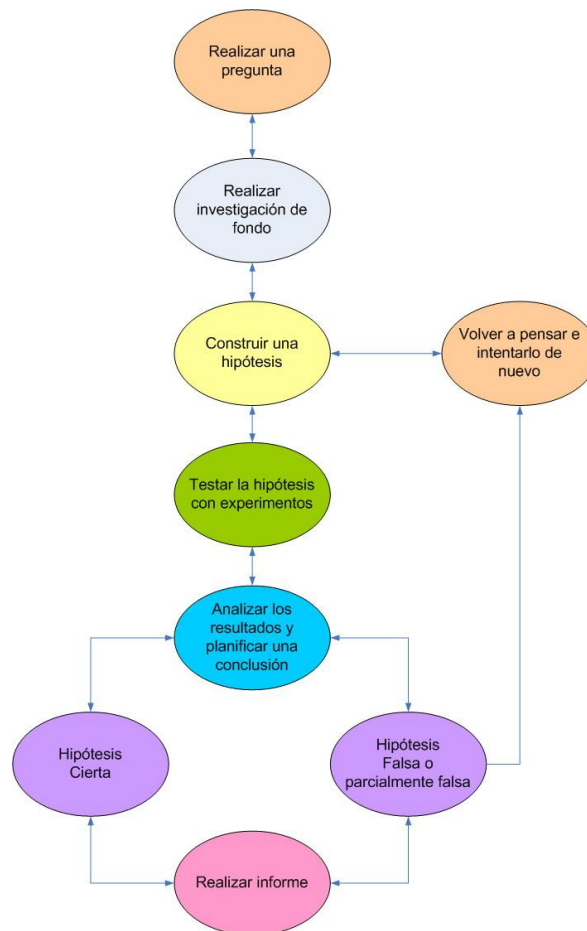 Realizar una
pregunta
Realizar
investigación de
fondo
Construir una
hipótesis
Volver a pensar e
intentarlo de
nuevo
Testar la hipótesis
con experimentos
Analizar los
resultados y
planificar una
conclusión
Hipótesis
Cierta
Hipótesis
Falsa o
parcialmente falsa
Realizar informe